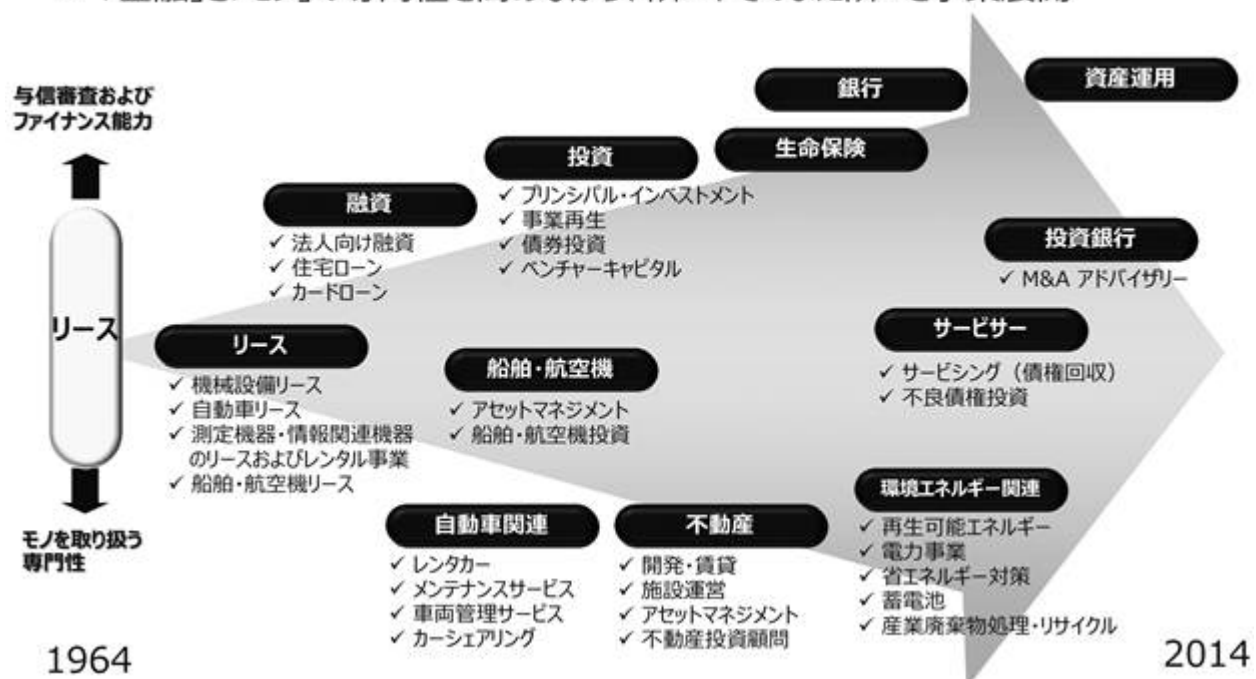 与信審査および
ファイナンス能力
リース
モノを取り扱う
専門性
1964
リース
✓ 機械設備リース
✓ 自動車リース
✓ 測定機器・情報関連機器
のリースおよびレンタル事業
✓ 船舶・航空機リース
融資
✓ 法人向け融資
✓ 住宅ローン
✓ カードローン
投資
✓ プリンシパル・インベストメント
✓ 事業再生
✓ 債券投資
✓ ベンチャーキャピタル
船舶・航空機
✓ アセットマネジメント
✓ 船舶・航空機投資
自動車関連
✓ レンタカー
✓ メンテナンスサービス
✓ 車両管理サービス
✓ カーシェアリング
不動産
✓ 開発・賃貸
✓ 施設運営
✓ アセットマネジメント
✓ 不動産投資顧問
銀行
生命保険
資産運用
投資銀行
✓ M&A アドバイザリー
サービサー
✓ サービシング（債権回収）
✓ 不良債権投資
環境エネルギー関連
✓ 再生可能エネルギー
✓ 電力事業
✓ 省エネルギー対策
✓ 蓄電池
✓ 産業廃棄物処理・リサイクル
2014